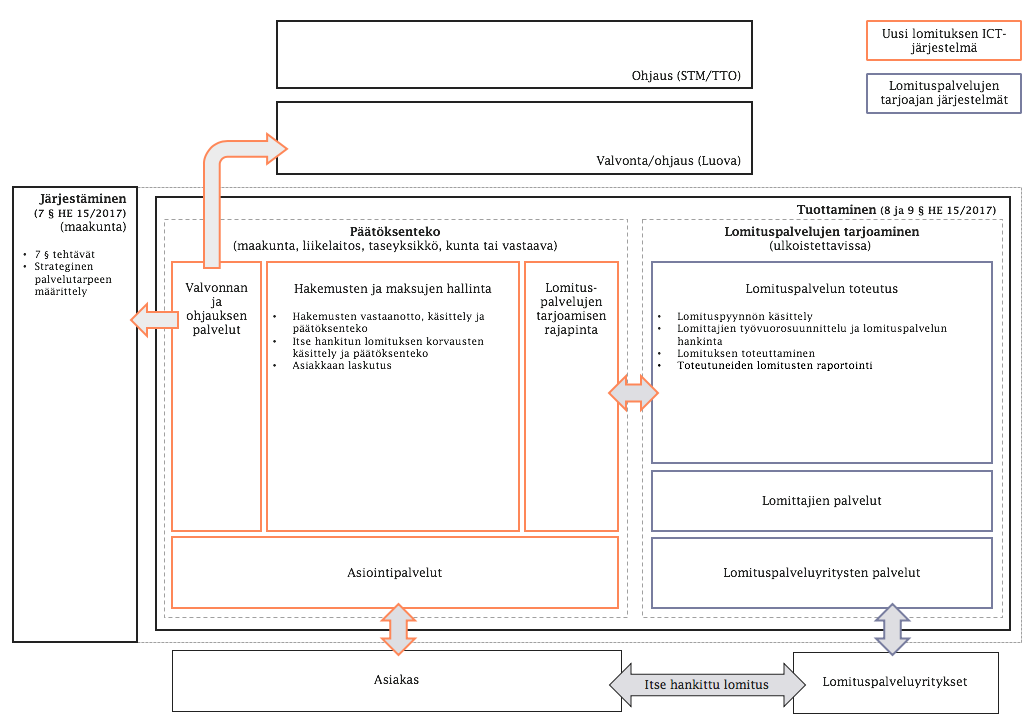 Uusi lomituksen ICT-
järjestelmä
Lomituspalvelujen
tarjoajan järjestelmät
Ohjaus (STM/TTO)
Valvonta/ohjaus (Luova)
Järjestäminen
(7 § HE 15/2017)
(maakunta)
• 7 § tehtävät
• Strateginen
palvelutarpeen
määrittely
Tuottaminen (8 ja 9 § HE 15/2017)
Päätöksenteko
(maakunta, liikelaitos, taseyksikkö, kunta tai vastaava)
Valvonnan
ja
ohjauksen
palvelut
Hakemusten ja maksujen hallinta
• Hakemusten vastaanotto, käsittely ja
päätöksenteko
• Itse hankitun lomituksen korvausten
käsittely ja päätöksenteko
• Asiakkaan laskutus
Lomitus-
palvelujen
tarjoamisen
rajapinta
Asiointipalvelut
Lomituspalvelujen tarjoaminen
(ulkoistettavissa)
Lomituspalvelun toteutus
• Lomituspyynnön käsittely
• Lomittajien työvuorosuunnittelu ja lomituspalvelun
hankinta
• Lomituksen toteuttaminen
• Toteutuneiden lomitusten raportointi
Lomittajien palvelut
Lomituspalveluyritysten palvelut
Asiakas
Itse hankittu lomitus
Lomituspalveluyritykset